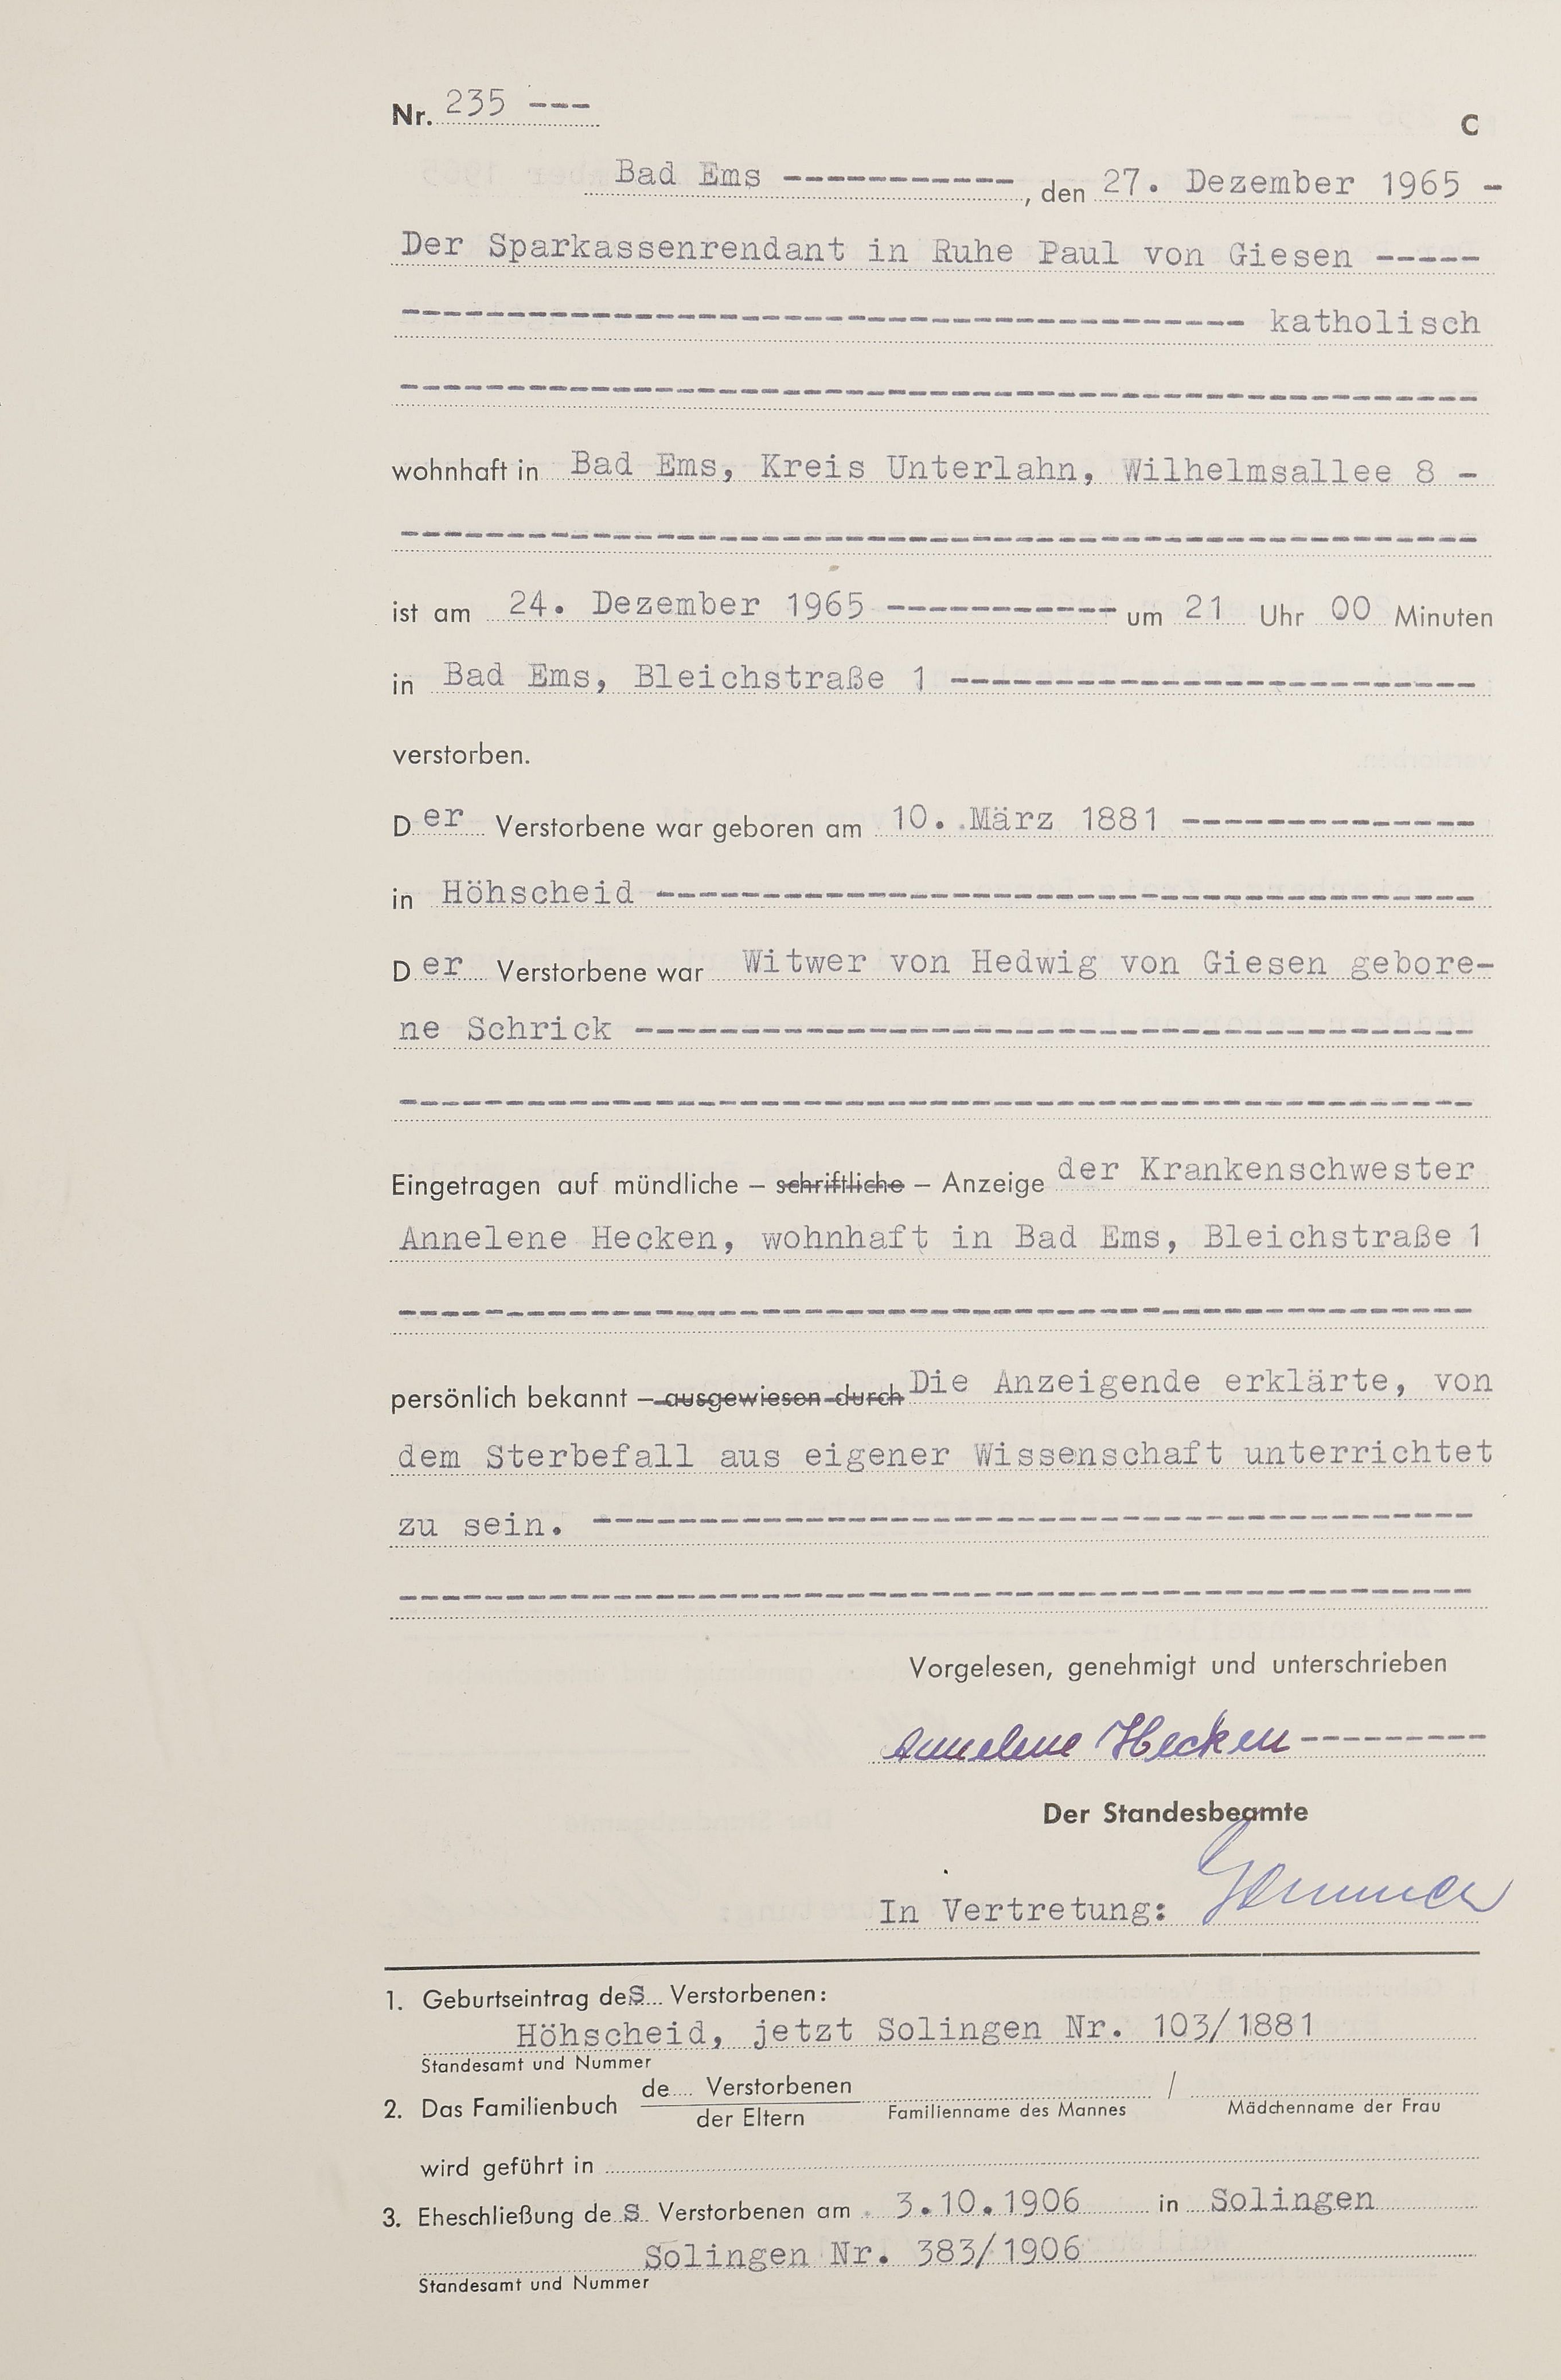 Nr. 235 ---
C
Bad Ems -----------, den 27. Dezember 1965 -
Der Sparkassenrendant in Ruhe Paul von Giesen -----
---------------------------------------- katholisch
---------------------------------------------------
wohnhaft in Bad Ems, Kreis Unterlahn, Wilhelmsallee 8 -
---------------------------------------------------
ist am 24. Dezember 1965 ----------- um 21 Uhr 00 Minuten
in Bad Ems, Bleichstraße 1 -------------------------
verstorben.
Der Verstorbene war geboren am 10. März 1881 --------------
in Höhscheid ---------------------------------------
Der Verstorbene war Witwer von Hedwig von Giesen gebore-
ne Schrick ----------------------------------------
---------------------------------------------------
Eingetragen auf mündliche – schriftliche – Anzeige der Krankenschwester
Annelene Hecken, wohnhaft in Bad Ems, Bleichstraße 1
---------------------------------------------------
persönlich bekannt – ausgewiesen durch Die Anzeigende erklärte, von
dem Sterbefall aus eigener Wissenschaft unterrichtet
zu sein. ------------------------------------------
---------------------------------------------------
Vorgelesen, genehmigt und unterschrieben
Annelene Hecken ---------
Der Standesbeamte
In Vertretung:
1. Geburtseintrag des Verstorbenen:
Höhscheid, jetzt Solingen Nr. 103/1881
Standesamt und Nummer
2. Das Familienbuch de Verstorbenen /
der Eltern Familienname des Mannes Mädchenname der Frau
wird geführt in
3. Eheschließung des Verstorbenen am 3.10.1906 in Solingen
Solingen Nr. 383/1906
Standesamt und Nummer